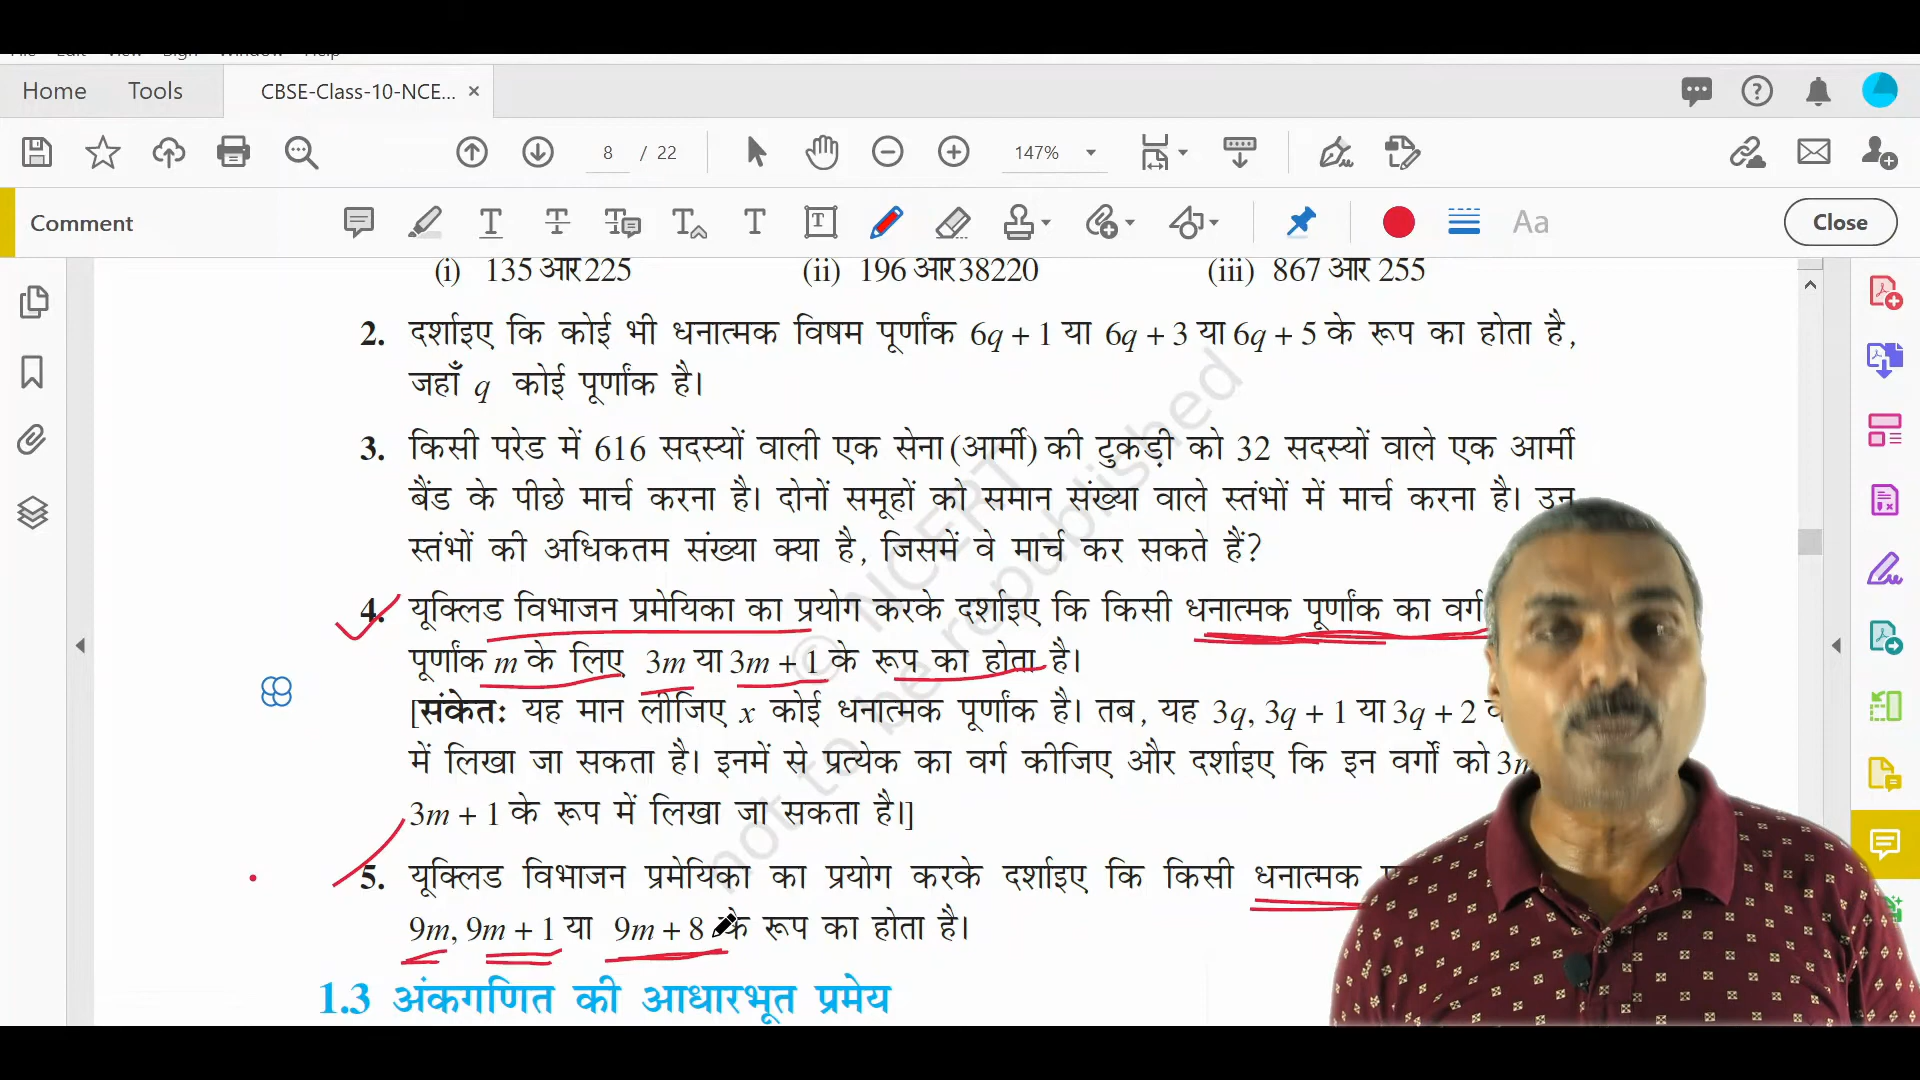 Home Tools CBSE-Class-10-NCE... ×
8 / 22 147%
Comment Close
(i) 135 और 225 (ii) 196 और 38220 (iii) 867 और 255
2. दर्शाइए कि कोई भी धनात्मक विषम पूर्णांक 6q + 1 या 6q + 3 या 6q + 5 के रूप का होता है,
जहाँ q कोई पूर्णांक है।
3. किसी परेड में 616 सदस्यों वाली एक सेना (आर्मी) की टुकड़ी को 32 सदस्यों वाले एक आर्मी
बैंड के पीछे मार्च करना है। दोनों समूहों को समान संख्या वाले स्तंभों में मार्च करना है। उन
स्तंभों की अधिकतम संख्या क्या है, जिसमें वे मार्च कर सकते हैं?
4. यूक्लिड विभाजन प्रमेयिका का प्रयोग करके दर्शाइए कि किसी धनात्मक पूर्णांक का वर्ग
पूर्णांक m के लिए 3m या 3m + 1 के रूप का होता है।
[संकेतः यह मान लीजिए x कोई धनात्मक पूर्णांक है। तब, यह 3q, 3q + 1 या 3q + 2
में लिखा जा सकता है। इनमें से प्रत्येक का वर्ग कीजिए और दर्शाइए कि इन वर्गों को
3m + 1 के रूप में लिखा जा सकता है।]
5. यूक्लिड विभाजन प्रमेयिका का प्रयोग करके दर्शाइए कि किसी धनात्मक
9m, 9m + 1 या 9m + 8 के रूप का होता है।
1.3 अंकगणित की आधारभूत प्रमेय
© NCERT
not to be republished